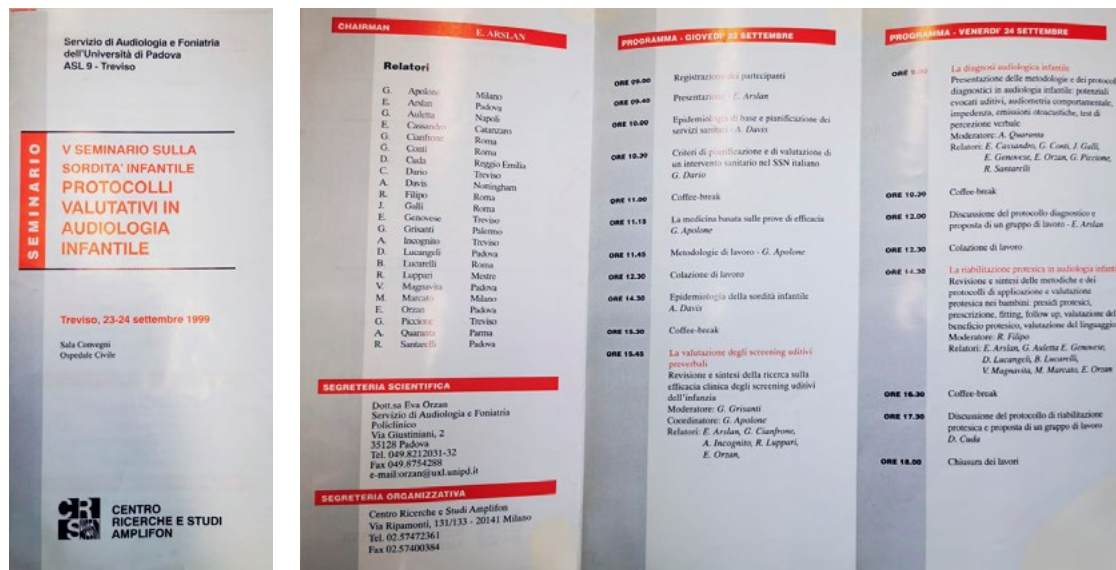 Servizio di Audiologia e Foniatria
dell'Università di Padova
ASL 9 - Treviso
SEMINARIO
V SEMINARIO SULLA
SORDITA' INFANTILE
PROTOCOLLI
VALUTATIVI IN
AUDIOLOGIA
INFANTILE
Treviso, 23-24 settembre 1999
Sala Convegni
Ospedale Civile
CRS
CENTRO
RICERCHE E STUDI
AMPLIFON
CHAIRMAN E. ARSLAN
Relatori
G. Apolone Milano
E. Arslan Padova
G. Auletta Napoli
E. Cassandro Catanzaro
G. Cianfrone Roma
G. Conti Roma
D. Cuda Reggio Emilia
C. Dario Treviso
A. Davis Nottingham
R. Filipo Roma
J. Galli Roma
E. Genovese Treviso
G. Grisanti Palermo
A. Incognito Treviso
D. Lucangeli Padova
B. Lucarelli Roma
R. Luppari Mestre
V. Magnavita Padova
M. Marcato Milano
E. Orzan Padova
G. Piccione Treviso
A. Quaranta Parma
R. Santarelli Padova
SEGRETERIA SCIENTIFICA
Dott.sa Eva Orzan
Servizio di Audiologia e Foniatria
Policlinico
Via Giustiniani, 2
35128 Padova
Tel. 049.8212031-32
Fax 049.8754288
e-mail:orzan@uxl.unipd.it
SEGRETERIA ORGANIZZATIVA
Centro Ricerche e Studi Amplifon
Via Ripamonti, 131/133 - 20141 Milano
Tel. 02.57472361
Fax 02.57400384
PROGRAMMA - GIOVEDI' 23 SETTEMBRE
ORE 09.00 Registrazione dei partecipanti
ORE 09.45 Presentazione - E. Arslan
ORE 10.00 Epidemiologia di base e pianificazione dei
servizi sanitari - A. Davis
ORE 10.30 Criteri di pianificazione e di valutazione di
un intervento sanitario nel SSN italiano
G. Dario
ORE 11.00 Coffee-break
ORE 11.15 La medicina basata sulle prove di efficacia
G. Apolone
ORE 11.45 Metodologie di lavoro - G. Apolone
ORE 12.30 Colazione di lavoro
ORE 14.30 Epidemiologia della sordità infantile
A. Davis
ORE 15.30 Coffee-break
ORE 15.45 La valutazione degli screening uditivi
preverbali
Revisione e sintesi della ricerca sulla
efficacia clinica degli screening uditivi
dell'infanzia
Moderatore: G. Grisanti
Coordinatore: G. Apolone
Relatori: E. Arslan, G. Cianfrone,
A. Incognito, R. Luppari,
E. Orzan,
PROGRAMMA - VENERDI' 24 SETTEMBRE
ORE La diagnosi audiologica infantile
Presentazione delle metodologie e dei protocol
diagnostici in audiologia infantile: potenziali
evocati uditivi, audiometria comportamentale,
impedenza, emissioni otoacustiche, test di
percezione verbale
Moderatore: A. Quaranta
Relatori: E. Cassandro, G. Conti, J. Galli,
E. Genovese, E. Orzan, G. Piccione,
R. Santarelli
ORE 10.30 Coffee-break
ORE 12.00 Discussione del protocollo diagnostico e
proposta di un gruppo di lavoro - E. Arslan
ORE 12.30 Colazione di lavoro
ORE 14.30 La riabilitazione protesica in audiologia infanti
Revisione e sintesi delle metodiche e dei
protocolli di applicazione e valutazione
protesica nei bambini: presidi protesici,
prescrizione, fitting, follow up, valutazione del
beneficio protesico, valutazione del linguaggio
Moderatore: R. Filipo
Relatori: E. Arslan, G. Auletta E. Genovese,
D. Lucangeli, B. Lucarelli,
V. Magnavita, M. Marcato, E. Orzan
ORE 16.30 Coffee-break
ORE 17.30 Discussione del protocollo di riabilitazione
protesica e proposta di un gruppo di lavoro
D. Cuda
ORE 18.00 Chiusura dei lavori